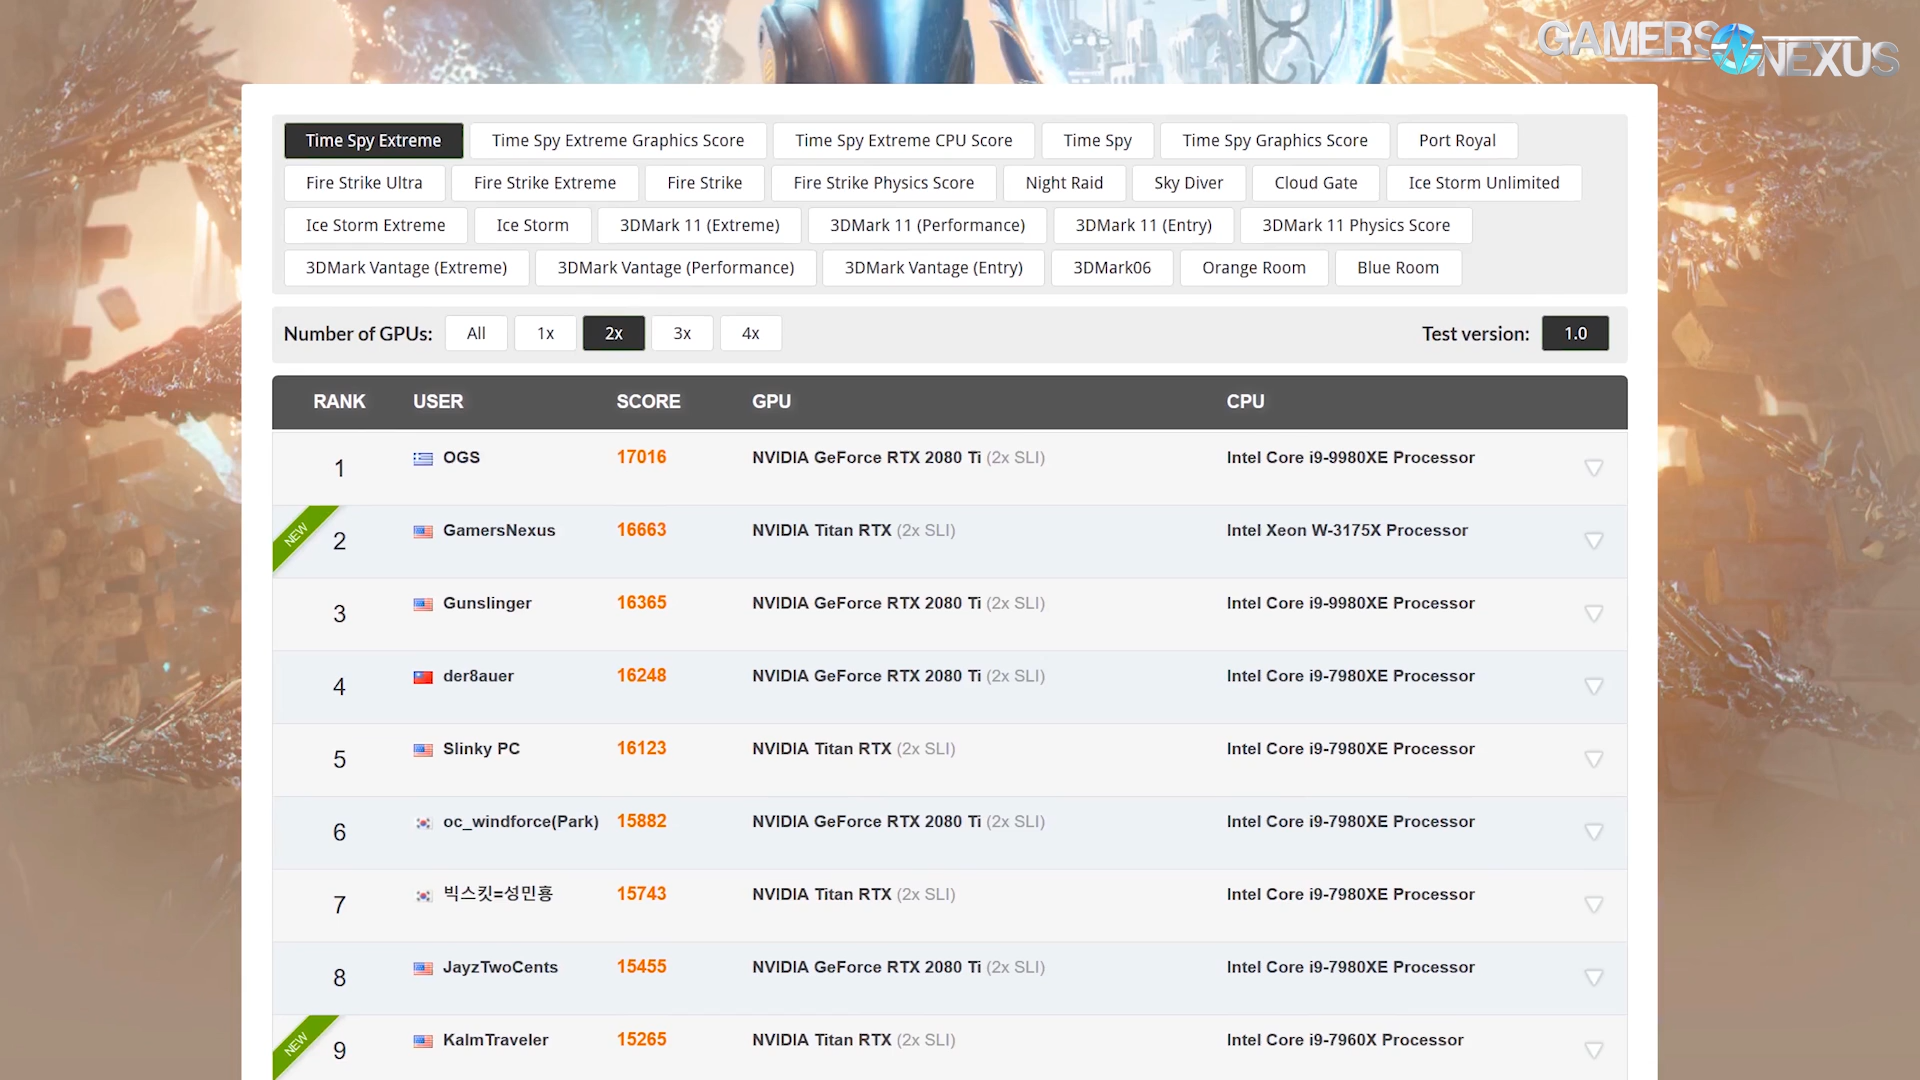 GAMERS NEXUS
Time Spy Extreme Time Spy Extreme Graphics Score Time Spy Extreme CPU Score Time Spy Time Spy Graphics Score Port Royal
Fire Strike Ultra Fire Strike Extreme Fire Strike Fire Strike Physics Score Night Raid Sky Diver Cloud Gate Ice Storm Unlimited
Ice Storm Extreme Ice Storm 3DMark 11 (Extreme) 3DMark 11 (Performance) 3DMark 11 (Entry) 3DMark 11 Physics Score
3DMark Vantage (Extreme) 3DMark Vantage (Performance) 3DMark Vantage (Entry) 3DMark06 Orange Room Blue Room
Number of GPUs: All 1x 2x 3x 4x Test version: 1.0
RANK USER SCORE GPU CPU
1 OGS 17016 NVIDIA GeForce RTX 2080 Ti (2x SLI) Intel Core i9-9980XE Processor
NEW 2 GamersNexus 16663 NVIDIA Titan RTX (2x SLI) Intel Xeon W-3175X Processor
3 Gunslinger 16365 NVIDIA GeForce RTX 2080 Ti (2x SLI) Intel Core i9-9980XE Processor
4 der8auer 16248 NVIDIA GeForce RTX 2080 Ti (2x SLI) Intel Core i9-7980XE Processor
5 Slinky PC 16123 NVIDIA Titan RTX (2x SLI) Intel Core i9-7980XE Processor
6 oc_windforce(Park) 15882 NVIDIA GeForce RTX 2080 Ti (2x SLI) Intel Core i9-7980XE Processor
7 빅스킷=성민흉 15743 NVIDIA Titan RTX (2x SLI) Intel Core i9-7980XE Processor
8 JayzTwoCents 15455 NVIDIA GeForce RTX 2080 Ti (2x SLI) Intel Core i9-7980XE Processor
NEW 9 KalmTraveler 15265 NVIDIA Titan RTX (2x SLI) Intel Core i9-7960X Processor